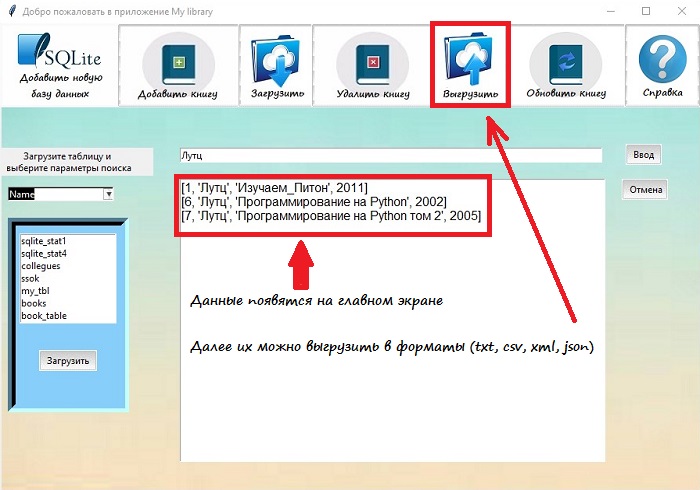 Добро пожаловать в приложение My library
SQLite
Добавить новую
базу данных
Добавить книгу
Загрузить
Удалить книгу
Выгрузить
Обновить книгу
Справка
Загрузите таблицу и
выберите параметры поиска
Лутц
Ввод
Name
Отмена
[1, 'Лутц', 'Изучаем_Питон', 2011]
[6, 'Лутц', 'Программирование на Python', 2002]
[7, 'Лутц', 'Программирование на Python том 2', 2005]
sqlite_stat1
sqlite_stat4
collegues
ssok
my_tbl
books
book_table
Загрузить
Данные появятся на главном экране
Далее их можно выгрузить в форматы (txt, csv, xml, json)